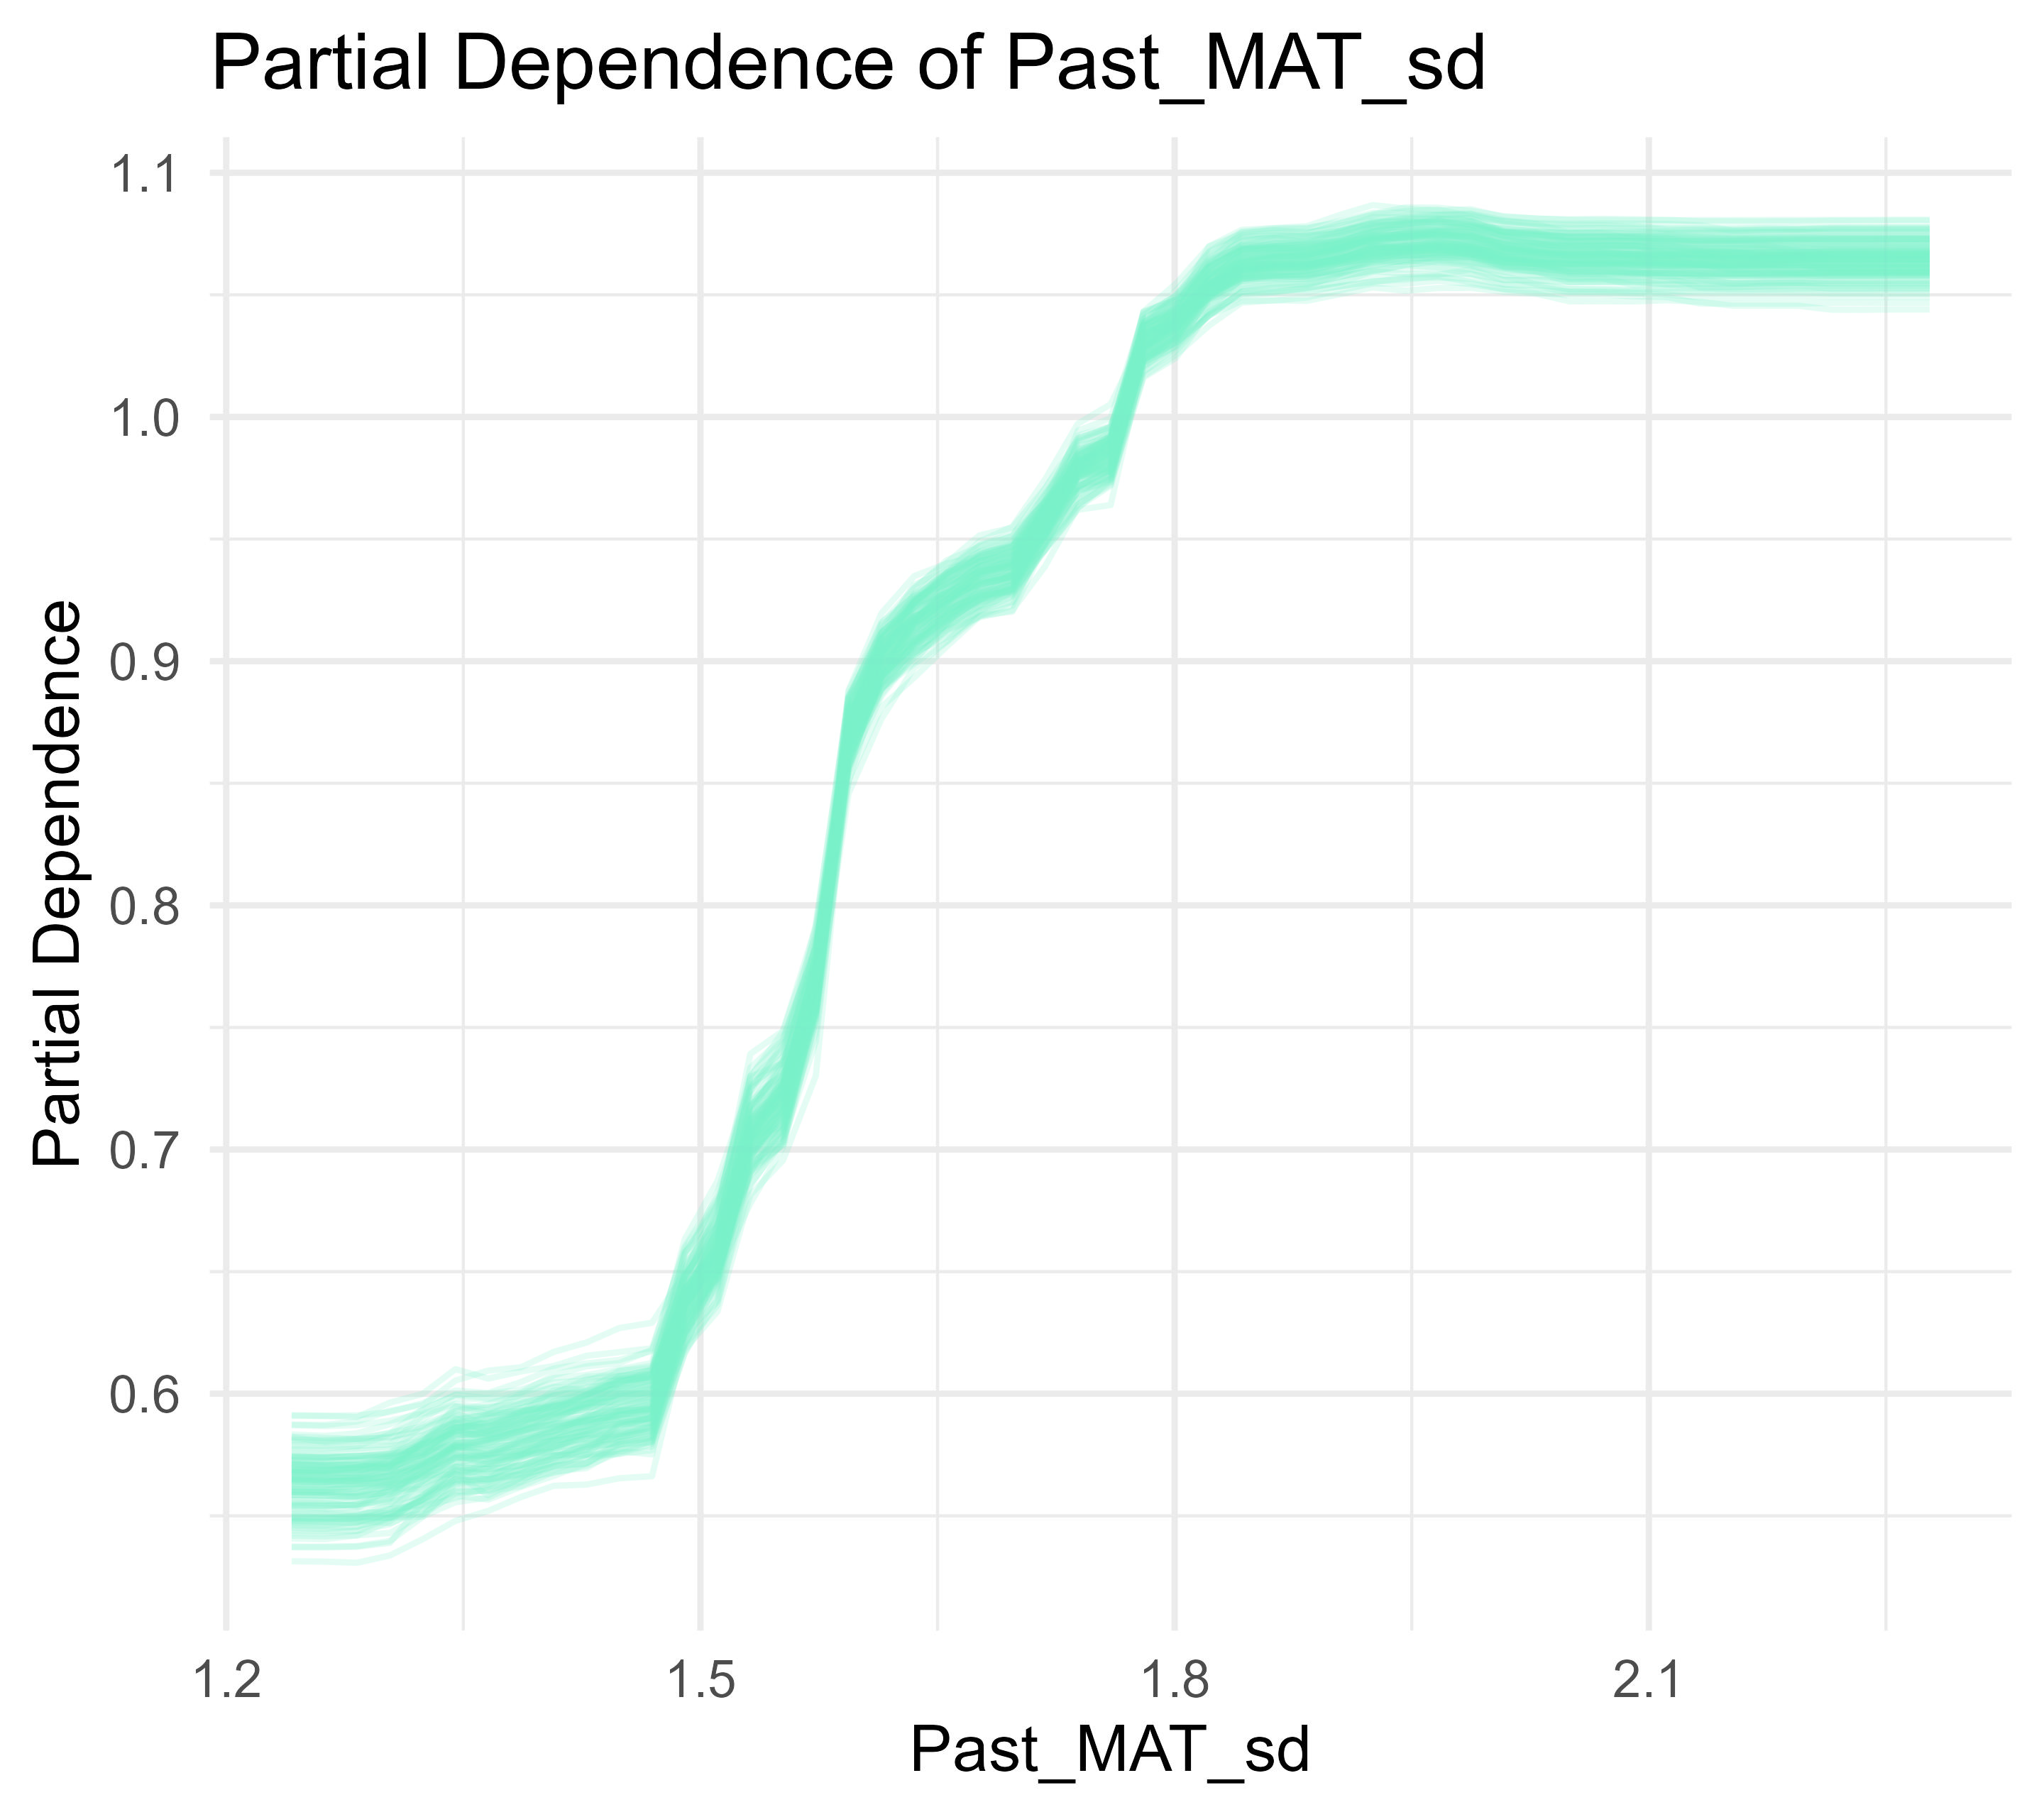 Partial Dependence of Past_MAT_sd
1.1
1.0
0.9
0.8
0.7
0.6
Partial Dependence
1.2 1.5 1.8 2.1
Past_MAT_sd